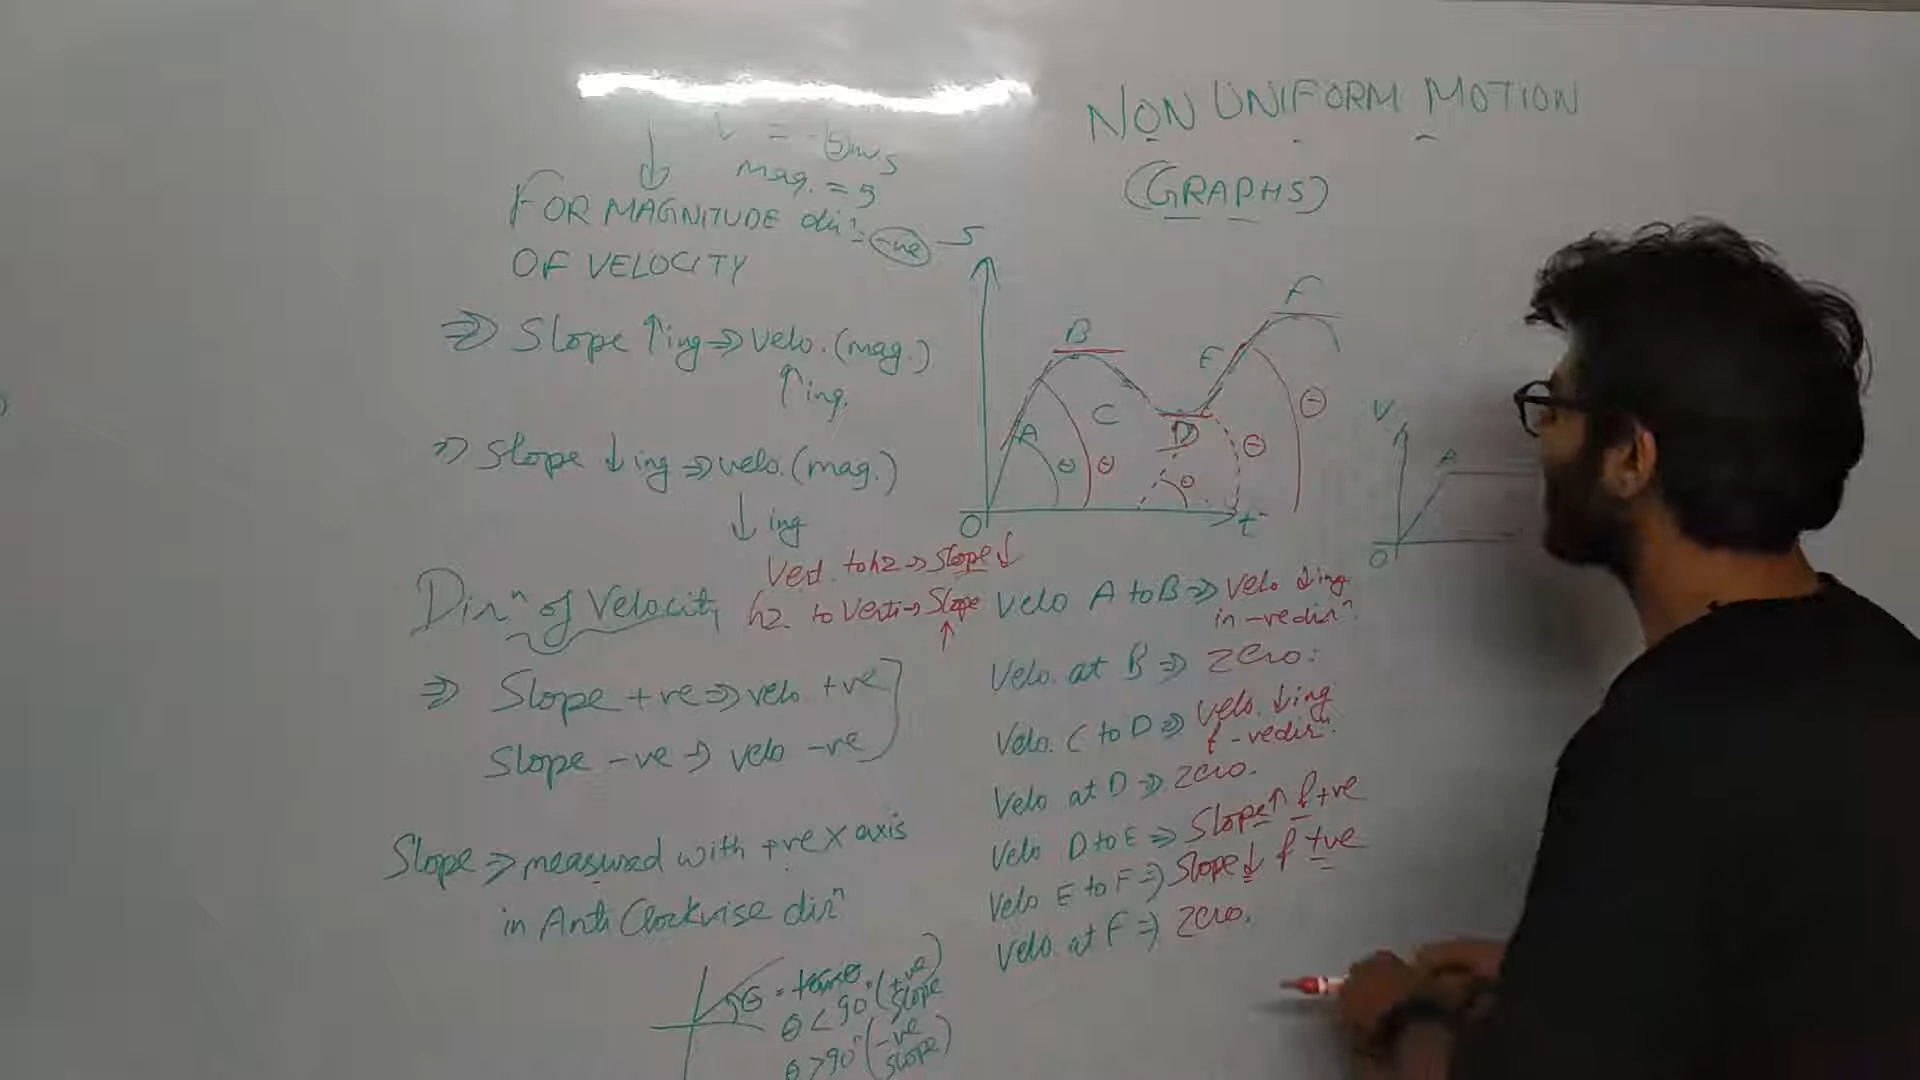 NON UNIFORM MOTION
(GRAPHS)
mag. = 5
FOR MAGNITUDE dirⁿ = -ve
OF VELOCITY
⇒ Slope ↑ing ⇒ velo. (mag.)
↑ing.
⇒ Slope ↓ing ⇒ velo. (mag.)
↓ing
Dirⁿ of Velocity
⇒ Slope +ve ⇒ velo +ve
Slope -ve → velo -ve
Slope ⇒ measured with +ve X axis
in Anti Clockwise dirⁿ
θ = tanθ.
θ < 90° (+ve slope)
θ > 90° (-ve slope)
Vert. to hz → Slope ↓
hz. to Verti → Slope ↑
S
B
F
E
A
C
D
θ θ θ θ θ
O
t
V
A
O
Velo A to B ⇒ Velo ↓ing
in -ve dirⁿ.
Velo. at B ⇒ zero.
Velo. C to D ⇒ velo. ↓ing
f -ve dirⁿ.
Velo at D ⇒ zero.
Velo D to E ⇒ Slope ↑ f +ve
Velo E to F ⇒ Slope ↓ f +ve
Velo. at F ⇒ zero.